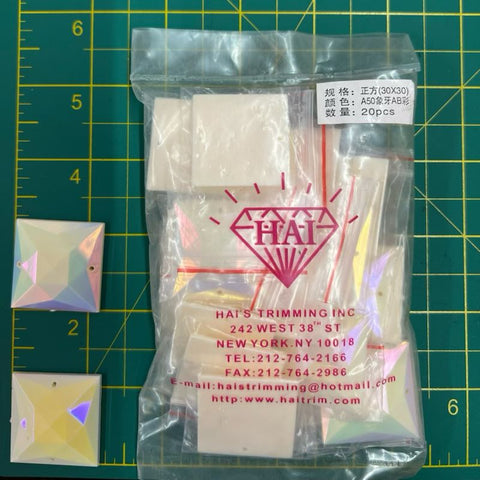 6
5
4
2
6
规 格：正方(30X30)
颜 色：A50象牙AB彩
数 量：20pcs
HAI
HAI'S TRIMMING INC
242 WEST 38TH ST
NEW YORK.NY 10018
TEL:212-764-2166
FAX:212-764-2986
E-mail:haistrimming@hotmail.com
http:www.haitrim.com